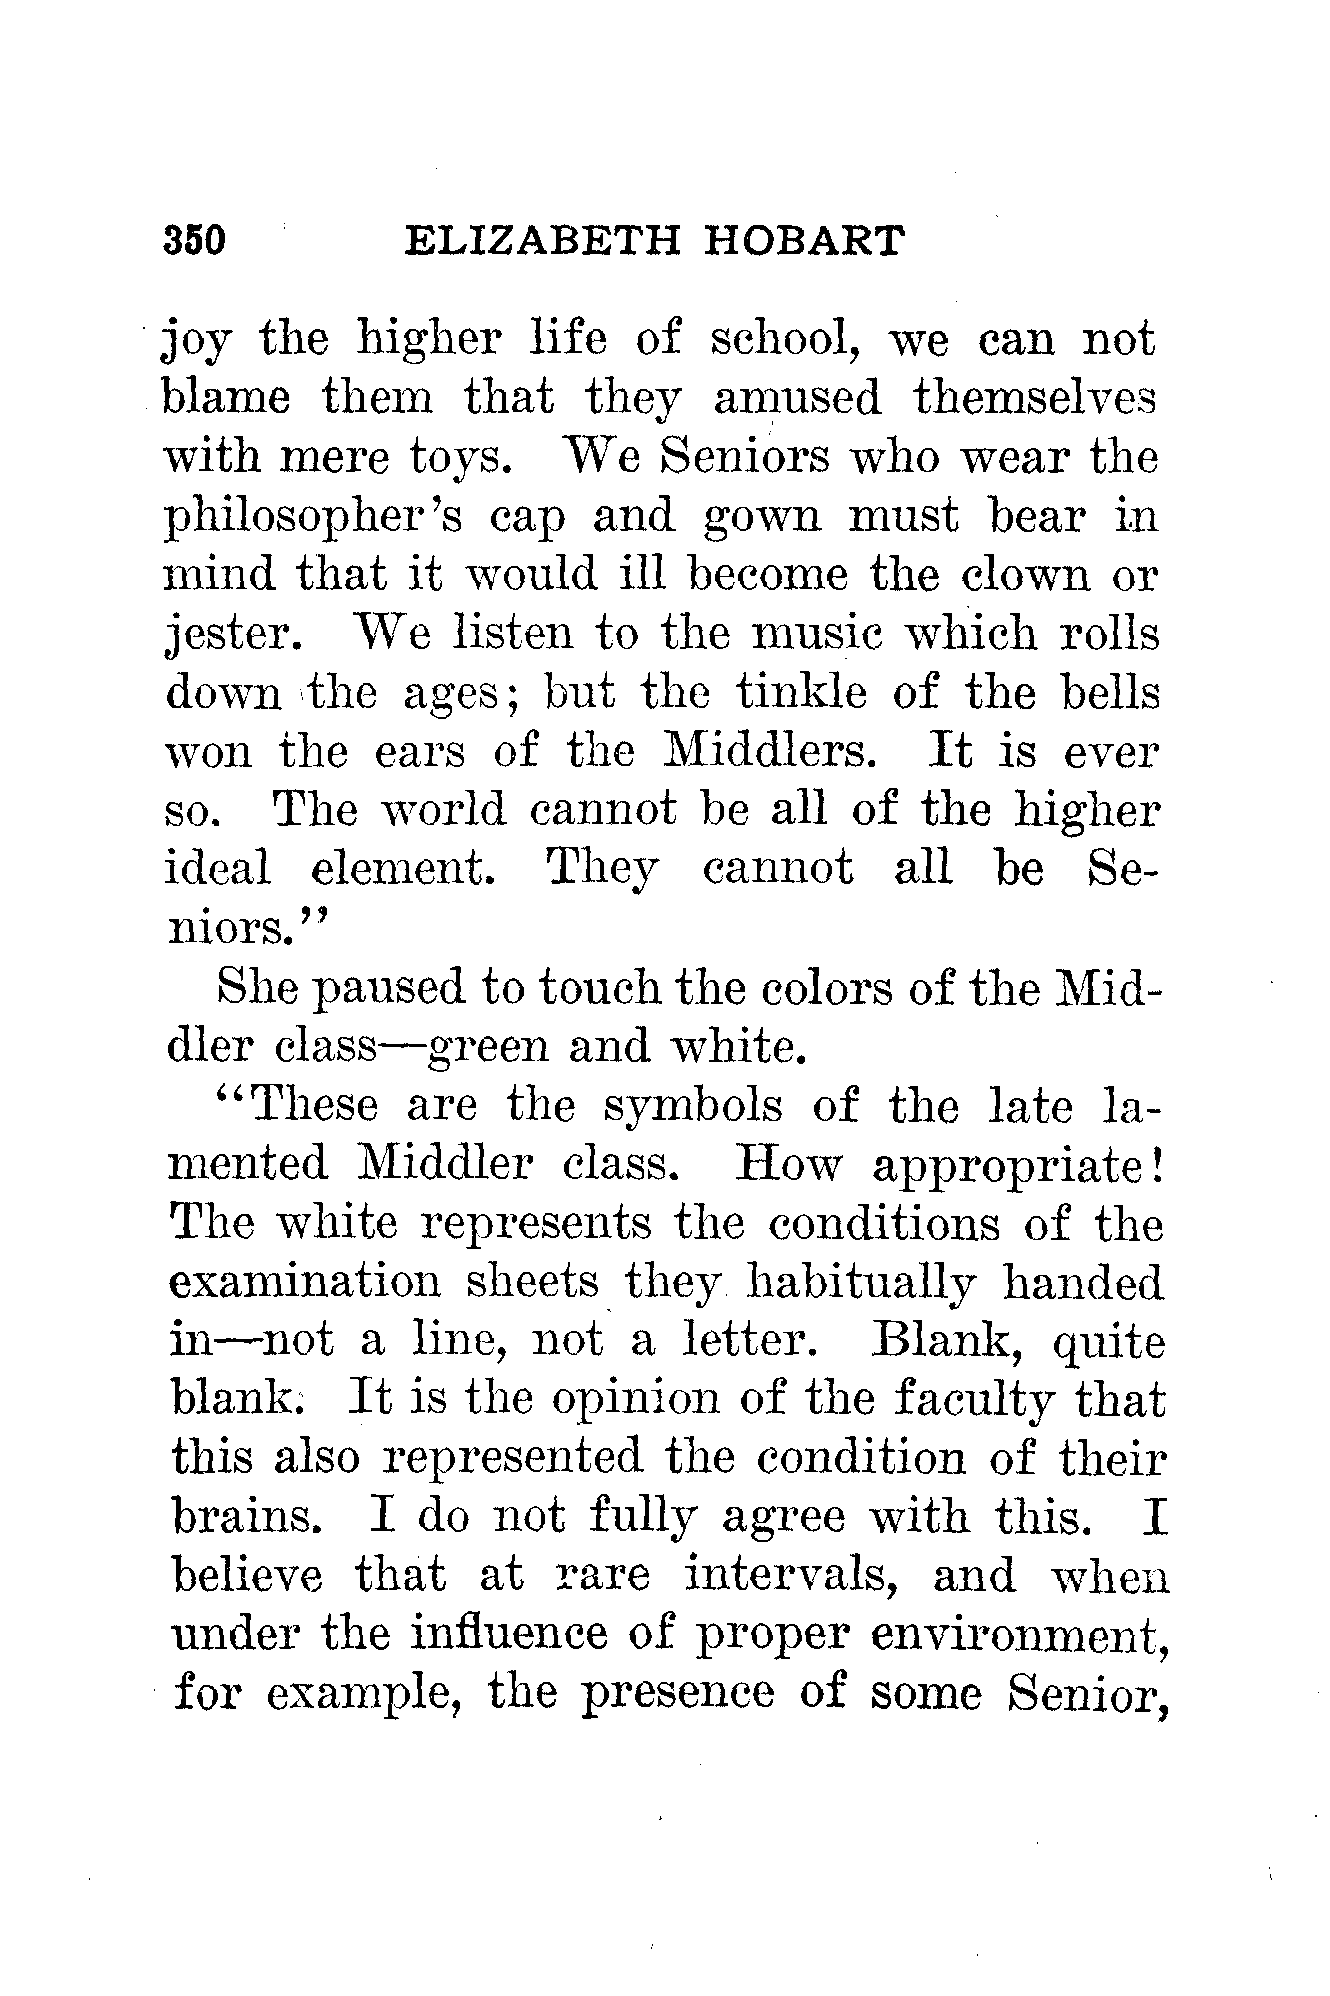 350 ELIZABETH HOBART
joy the higher life of school, we can not
blame them that they amused themselves
with mere toys. We Seniors who wear the
philosopher's cap and gown must bear in
mind that it would ill become the clown or
jester. We listen to the music which rolls
down the ages; but the tinkle of the bells
won the ears of the Middlers. It is ever
so. The world cannot be all of the higher
ideal element. They cannot all be Se-
niors."
She paused to touch the colors of the Mid-
dler class—green and white.
"These are the symbols of the late la-
mented Middler class. How appropriate!
The white represents the conditions of the
examination sheets they habitually handed
in—not a line, not a letter. Blank, quite
blank. It is the opinion of the faculty that
this also represented the condition of their
brains. I do not fully agree with this. I
believe that at rare intervals, and when
under the influence of proper environment,
for example, the presence of some Senior,